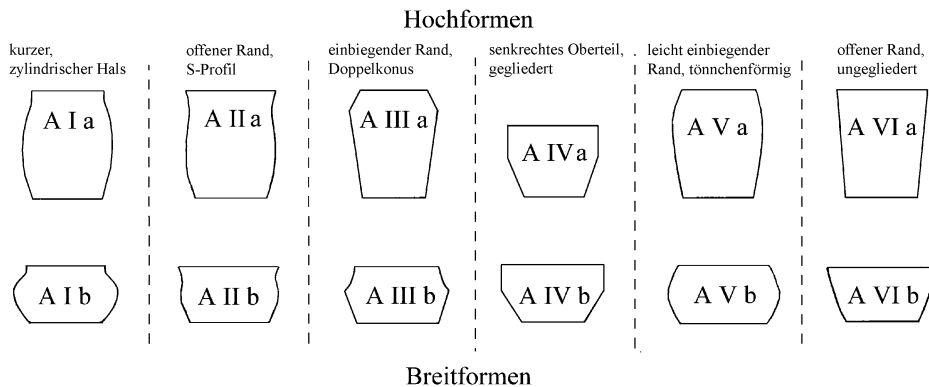 Hochformen
kurzer,
zylindrischer Hals
offener Rand,
S-Profil
einbiegender Rand,
Doppelkonus
senkrechtes Oberteil,
gegliedert
leicht einbiegender
Rand, tönnchenförmig
offener Rand,
ungegliedert
A I a
A II a
A III a
A IV a
A V a
A VI a
A I b
A II b
A III b
A IV b
A V b
A VI b
Breitformen